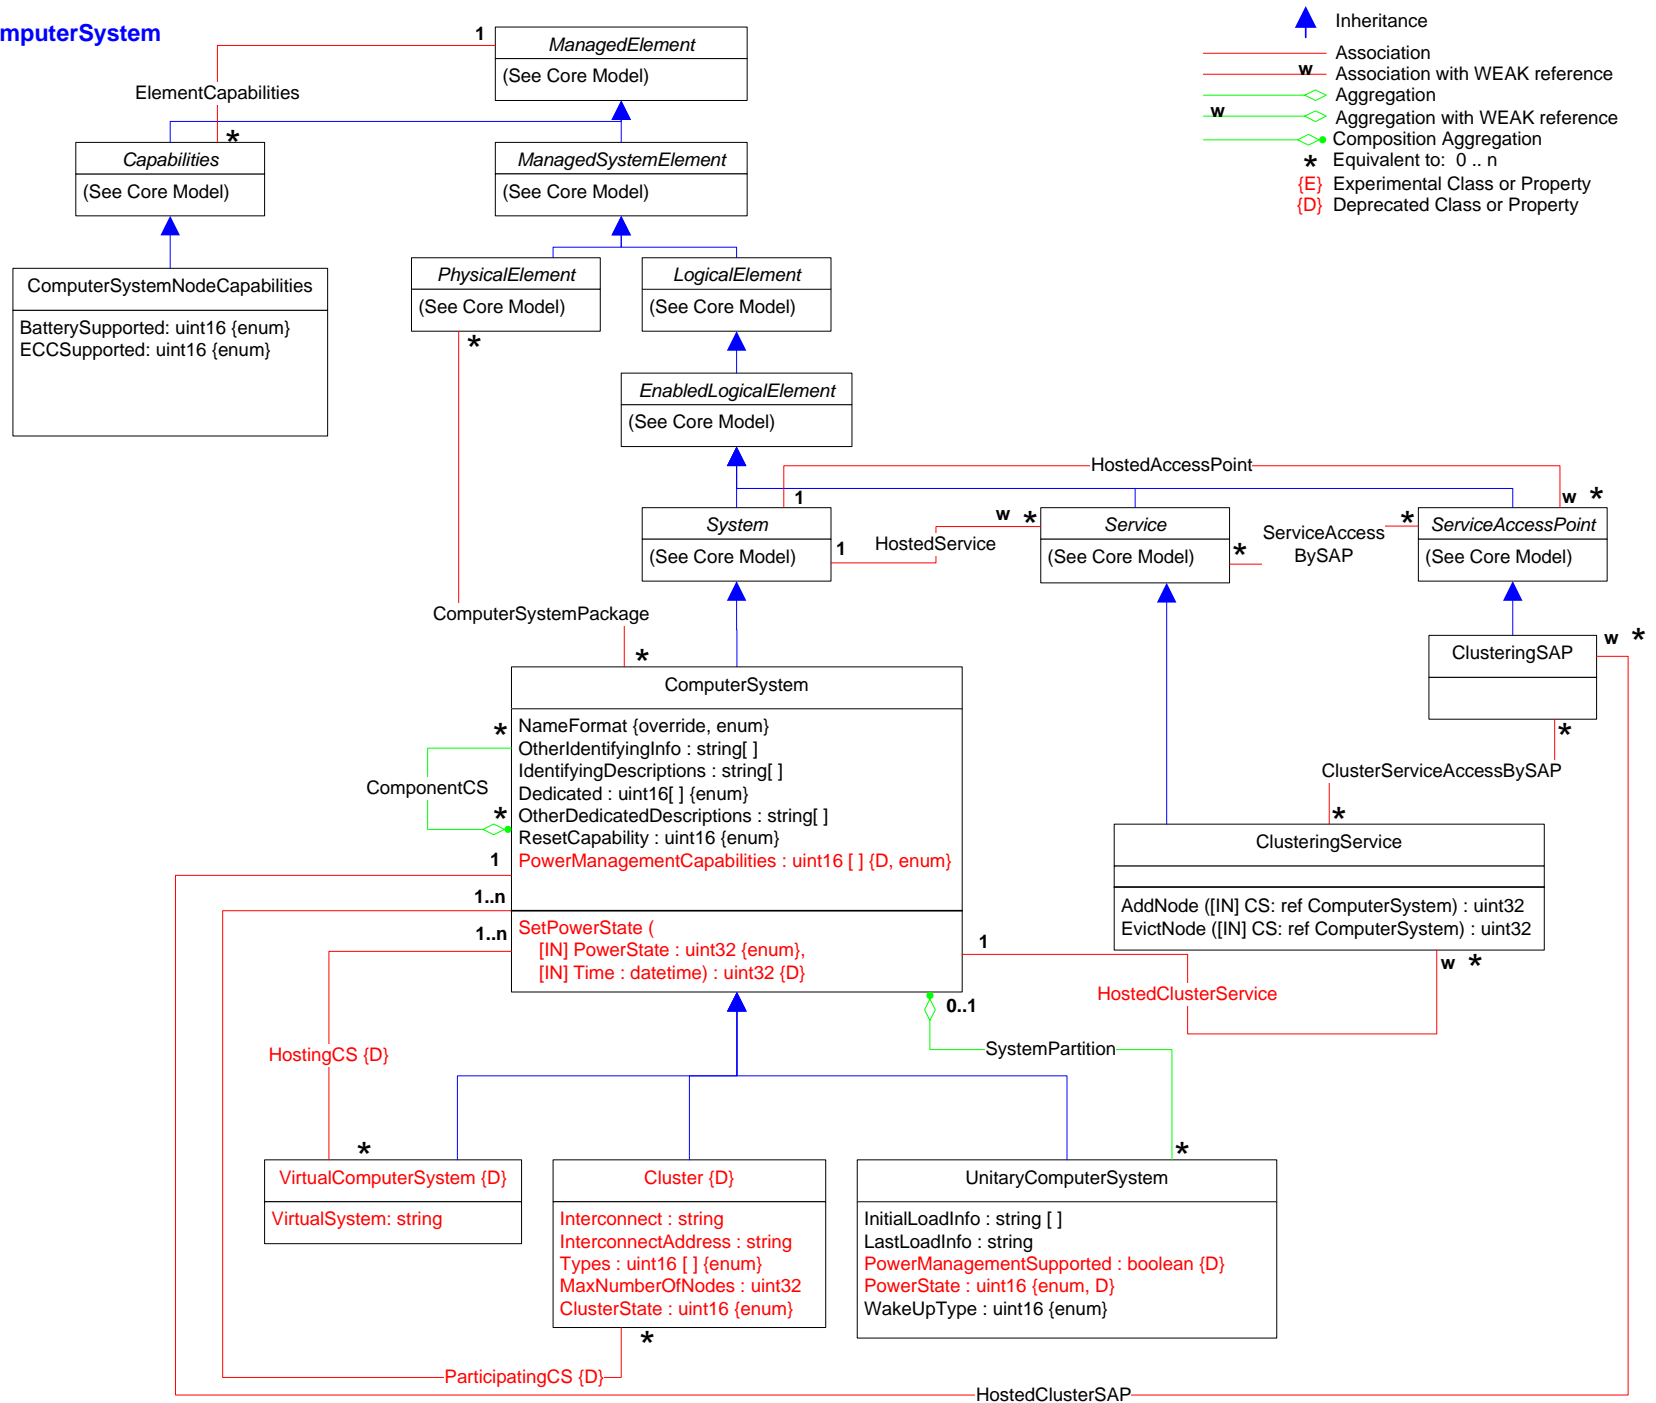 mputerSystem
Inheritance
Association
w
Association with WEAK reference
Aggregation
w
Aggregation with WEAK reference
Composition Aggregation
* Equivalent to: 0 .. n
{E} Experimental Class or Property
{D} Deprecated Class or Property
1
ManagedElement
(See Core Model)
ElementCapabilities
*
Capabilities
(See Core Model)
ManagedSystemElement
(See Core Model)
ComputerSystemNodeCapabilities
BatterySupported: uint16 {enum}
ECCSupported: uint16 {enum}
PhysicalElement
(See Core Model)
*
LogicalElement
(See Core Model)
EnabledLogicalElement
(See Core Model)
HostedAccessPoint
1
w *
System
(See Core Model)
1
HostedService
w *
Service
(See Core Model)
*
ServiceAccess
BySAP
*
ServiceAccessPoint
(See Core Model)
ComputerSystemPackage
*
w *
ClusteringSAP
*
ComputerSystem
NameFormat {override, enum}
OtherIdentifyingInfo : string[ ]
IdentifyingDescriptions : string[ ]
Dedicated : uint16[ ] {enum}
OtherDedicatedDescriptions : string[ ]
ResetCapability : uint16 {enum}
PowerManagementCapabilities : uint16 [ ] {D, enum}
SetPowerState (
[IN] PowerState : uint32 {enum},
[IN] Time : datetime) : uint32 {D}
*
ComponentCS
*
1
1..n
1..n
ClusterServiceAccessBySAP
*
ClusteringService
AddNode ([IN] CS: ref ComputerSystem) : uint32
EvictNode ([IN] CS: ref ComputerSystem) : uint32
1
w *
HostedClusterService
0..1
SystemPartition
HostingCS {D}
*
*
VirtualComputerSystem {D}
VirtualSystem: string
Cluster {D}
Interconnect : string
InterconnectAddress : string
Types : uint16 [ ] {enum}
MaxNumberOfNodes : uint32
ClusterState : uint16 {enum}
*
UnitaryComputerSystem
InitialLoadInfo : string [ ]
LastLoadInfo : string
PowerManagementSupported : boolean {D}
PowerState : uint16 {enum, D}
WakeUpType : uint16 {enum}
ParticipatingCS {D}
HostedClusterSAP